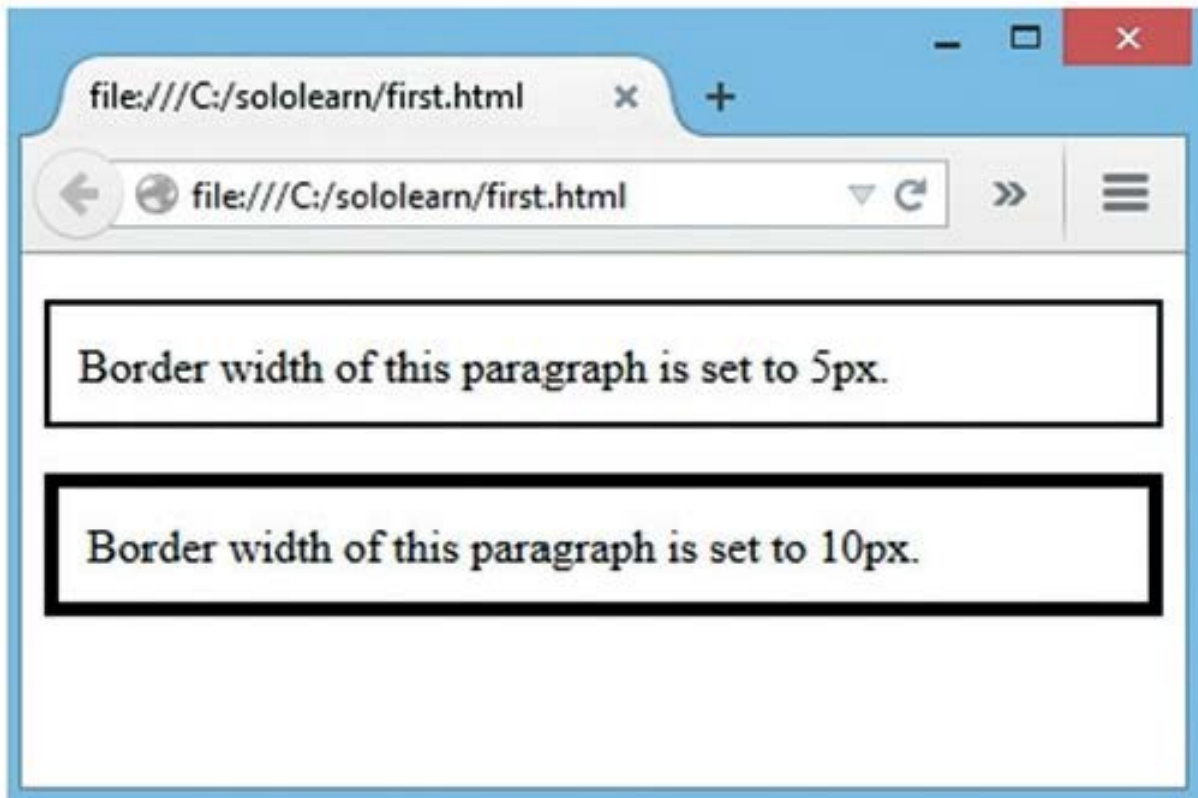 file:///C:/sololearn/first.html
file:///C:/sololearn/first.html
Border width of this paragraph is set to 5px.
Border width of this paragraph is set to 10px.